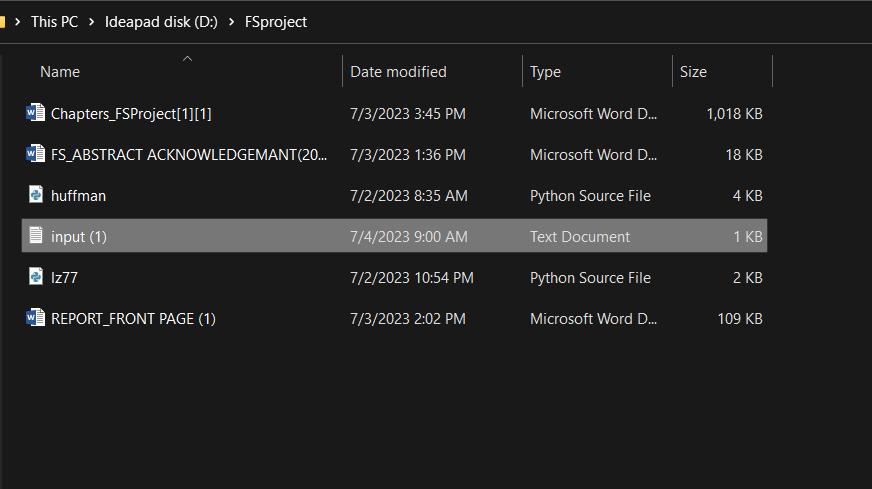 This PC > Ideapad disk (D:) > FSproject
Name Date modified Type Size
Chapters_FSProject[1][1] 7/3/2023 3:45 PM Microsoft Word D... 1,018 KB
FS_ABSTRACT ACKNOWLEDGEMANT(20... 7/3/2023 1:36 PM Microsoft Word D... 18 KB
huffman 7/2/2023 8:35 AM Python Source File 4 KB
input (1) 7/4/2023 9:00 AM Text Document 1 KB
lz77 7/2/2023 10:54 PM Python Source File 2 KB
REPORT_FRONT PAGE (1) 7/3/2023 2:02 PM Microsoft Word D... 109 KB